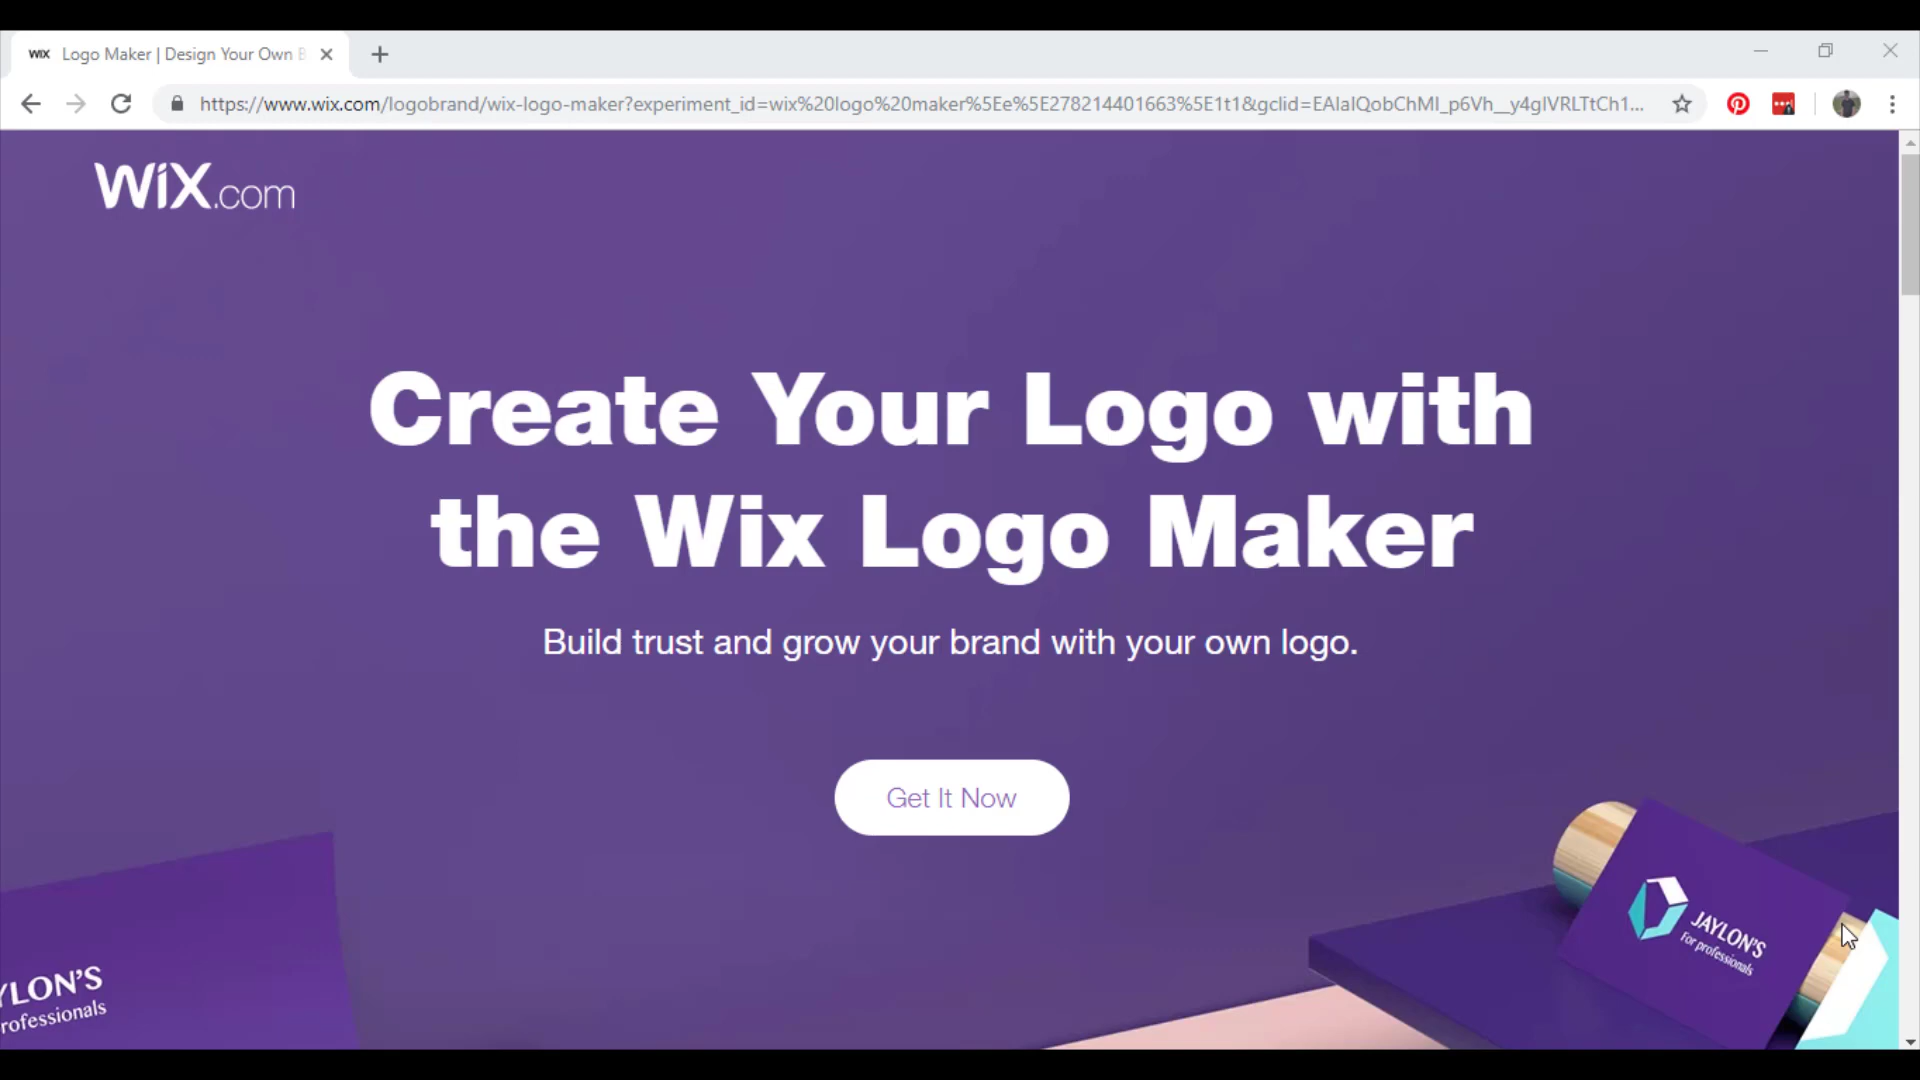 WIX Logo Maker | Design Your Own B
https://www.wix.com/logobrand/wix-logo-maker?experiment_id=wix%20logo%20maker%5Ee%5E278214401663%5E1t1&gclid=EAIaIQobChMI_p6Vh__y4gIVRLTtCh1...
WiX.com
Create Your Logo with
the Wix Logo Maker
Build trust and grow your brand with your own logo.
Get It Now
JAYLON'S
For professionals
YLON'S
rofessionals